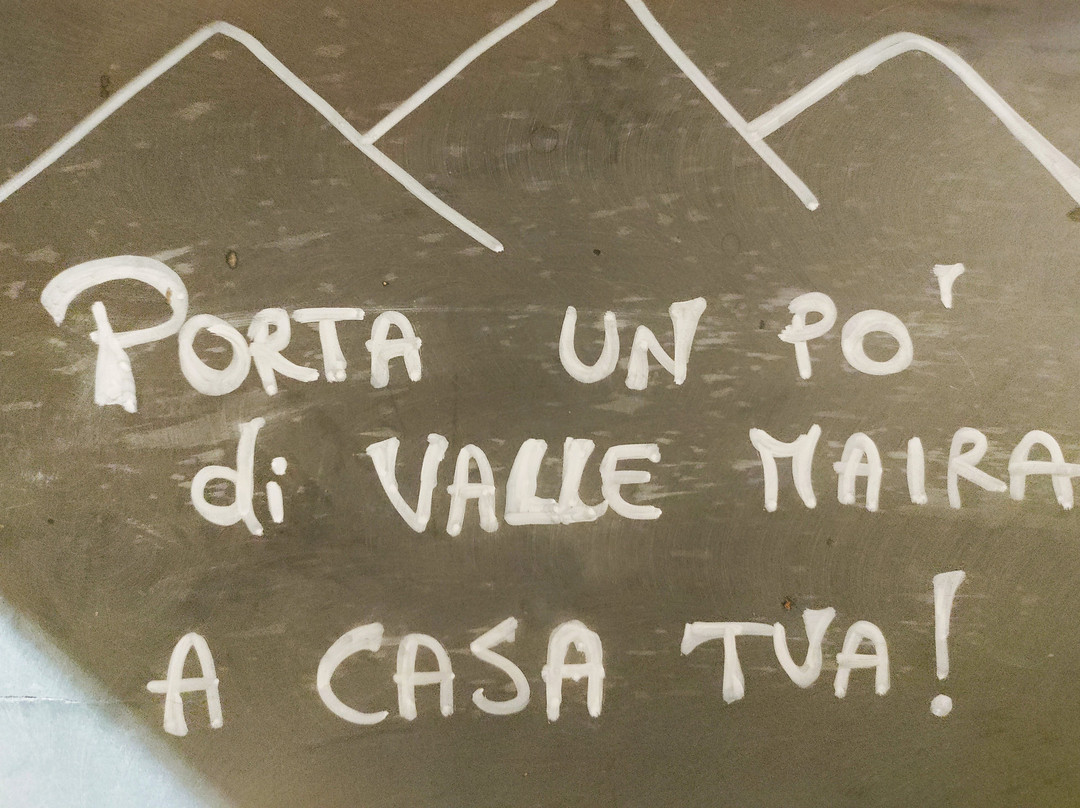 PORTA UN PO'
di VALLE MAIRA
A CASA TUA!